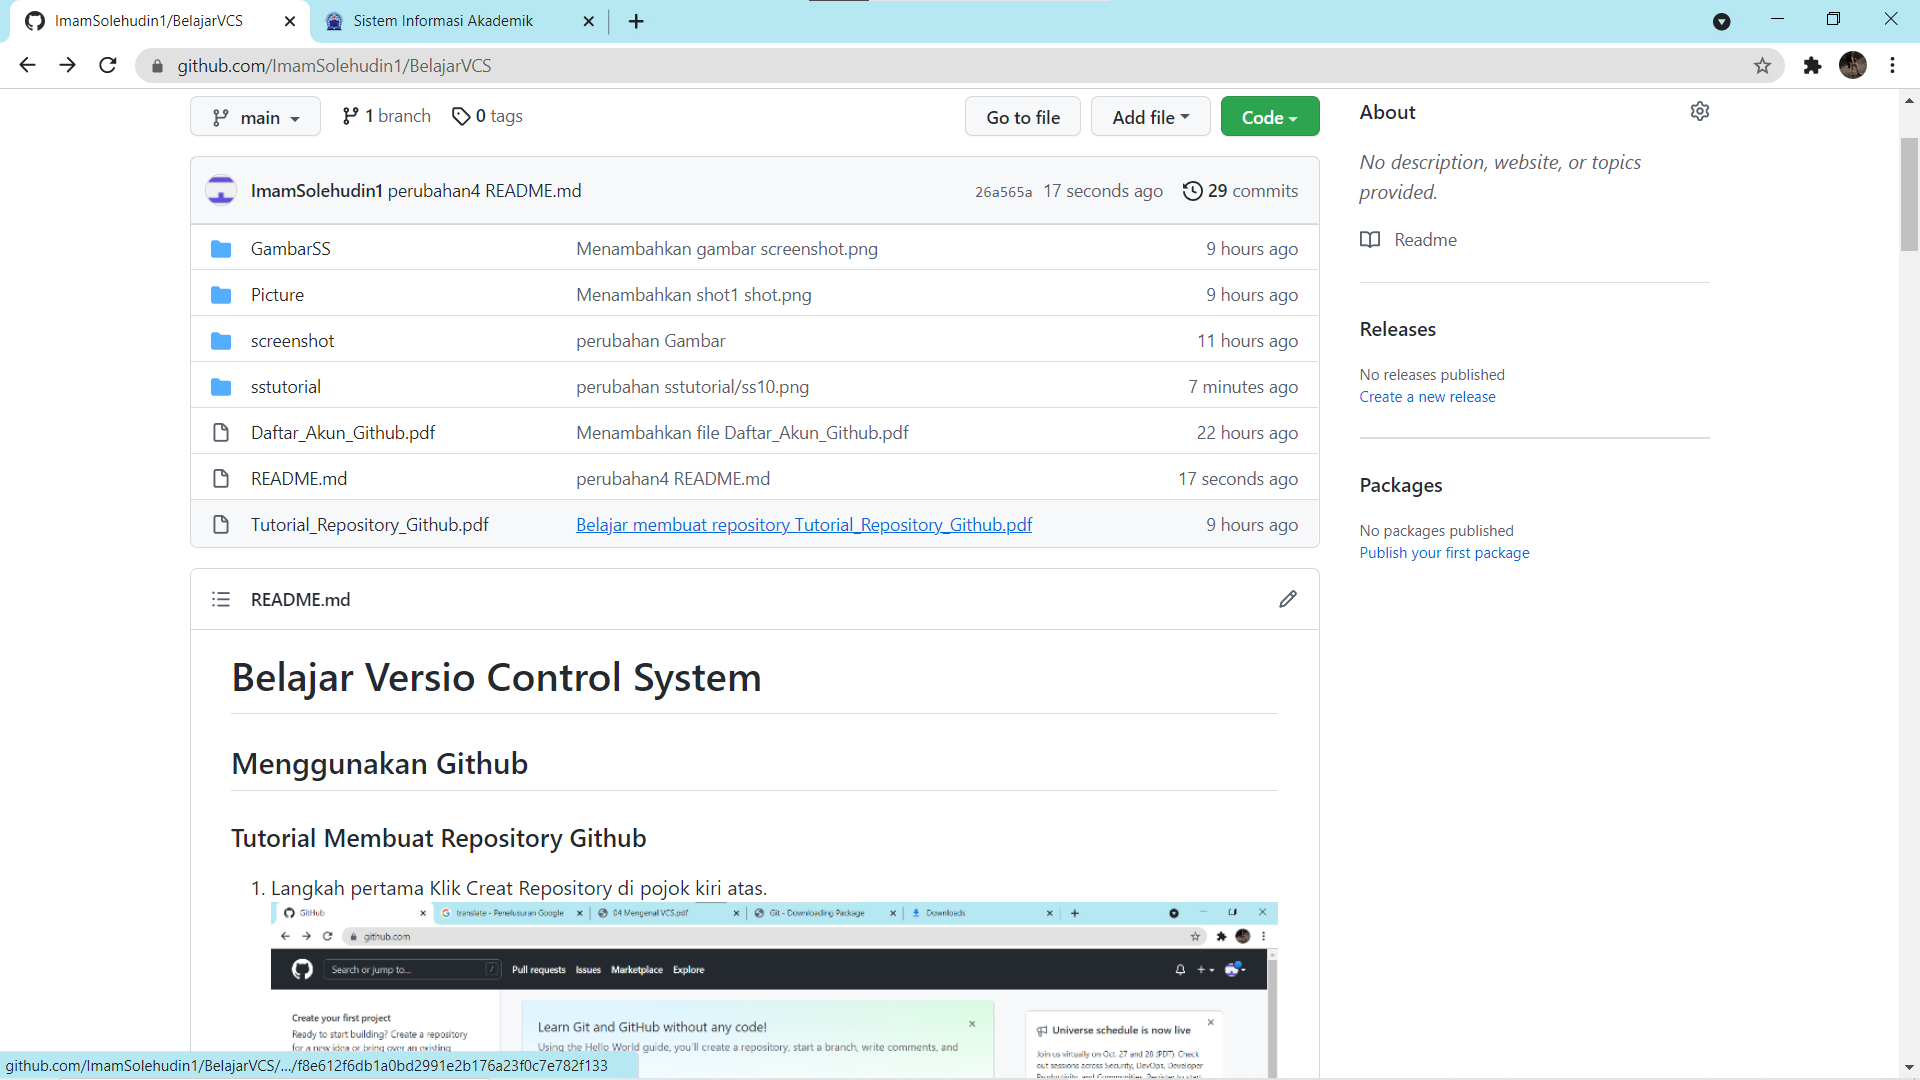 ImamSolehudin1/BelajarVCS
Sistem Informasi Akademik
github.com/ImamSolehudin1/BelajarVCS
main
1 branch
0 tags
Go to file
Add file
Code
About
No description, website, or topics
provided.
Readme
ImamSolehudin1 perubahan4 README.md
26a565a 17 seconds ago 29 commits
GambarSS Menambahkan gambar screenshot.png 9 hours ago
Picture Menambahkan shot1 shot.png 9 hours ago
screenshot perubahan Gambar 11 hours ago
sstutorial perubahan sstutorial/ss10.png 7 minutes ago
Daftar_Akun_Github.pdf Menambahkan file Daftar_Akun_Github.pdf 22 hours ago
README.md perubahan4 README.md 17 seconds ago
Tutorial_Repository_Github.pdf Belajar membuat repository Tutorial_Repository_Github.pdf 9 hours ago
Releases
No releases published
Create a new release
Packages
No packages published
Publish your first package
README.md
Belajar Versio Control System
Menggunakan Github
Tutorial Membuat Repository Github
1. Langkah pertama Klik Creat Repository di pojok kiri atas.
GitHub
translate - Penelusuran Google
04 Mengenal VCS.pdf
Git - Downloading Package
Downloads
github.com
Search or jump to...
/
Pull requests Issues Marketplace Explore
Create your first project
Ready to start building? Create a repository
for a new idea or bring over an existing
Learn Git and GitHub without any code!
Using the Hello World guide, you'll create a repository, start a branch, write comments, and
Universe schedule is now live
Join us virtually on Oct. 27 and 28 (PDT). Check
out sessions across Security, DevOps, Developer
Productivity, and Communities. Register to start
github.com/ImamSolehudin1/BelajarVCS/.../f8e612f6db1a0bd2991e2b176a23f0c7e782f133